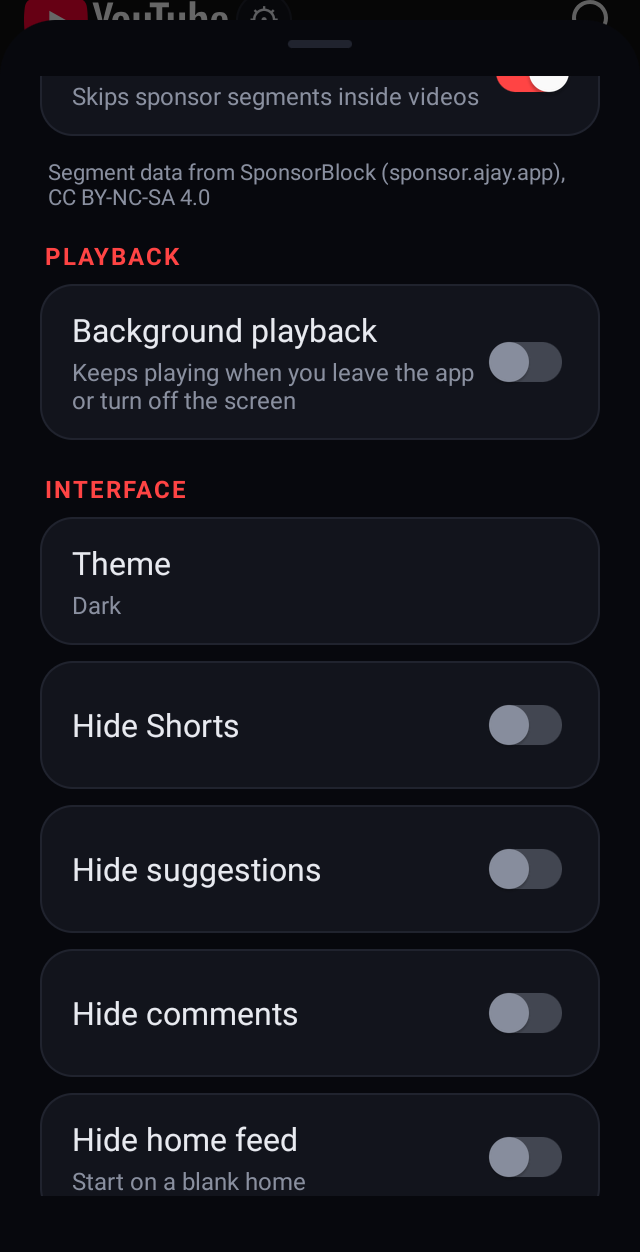 YouTube
Skips sponsor segments inside videos
Segment data from SponsorBlock (sponsor.ajay.app),
CC BY-NC-SA 4.0
PLAYBACK
Background playback
Keeps playing when you leave the app
or turn off the screen
INTERFACE
Theme
Dark
Hide Shorts
Hide suggestions
Hide comments
Hide home feed
Start on a blank home